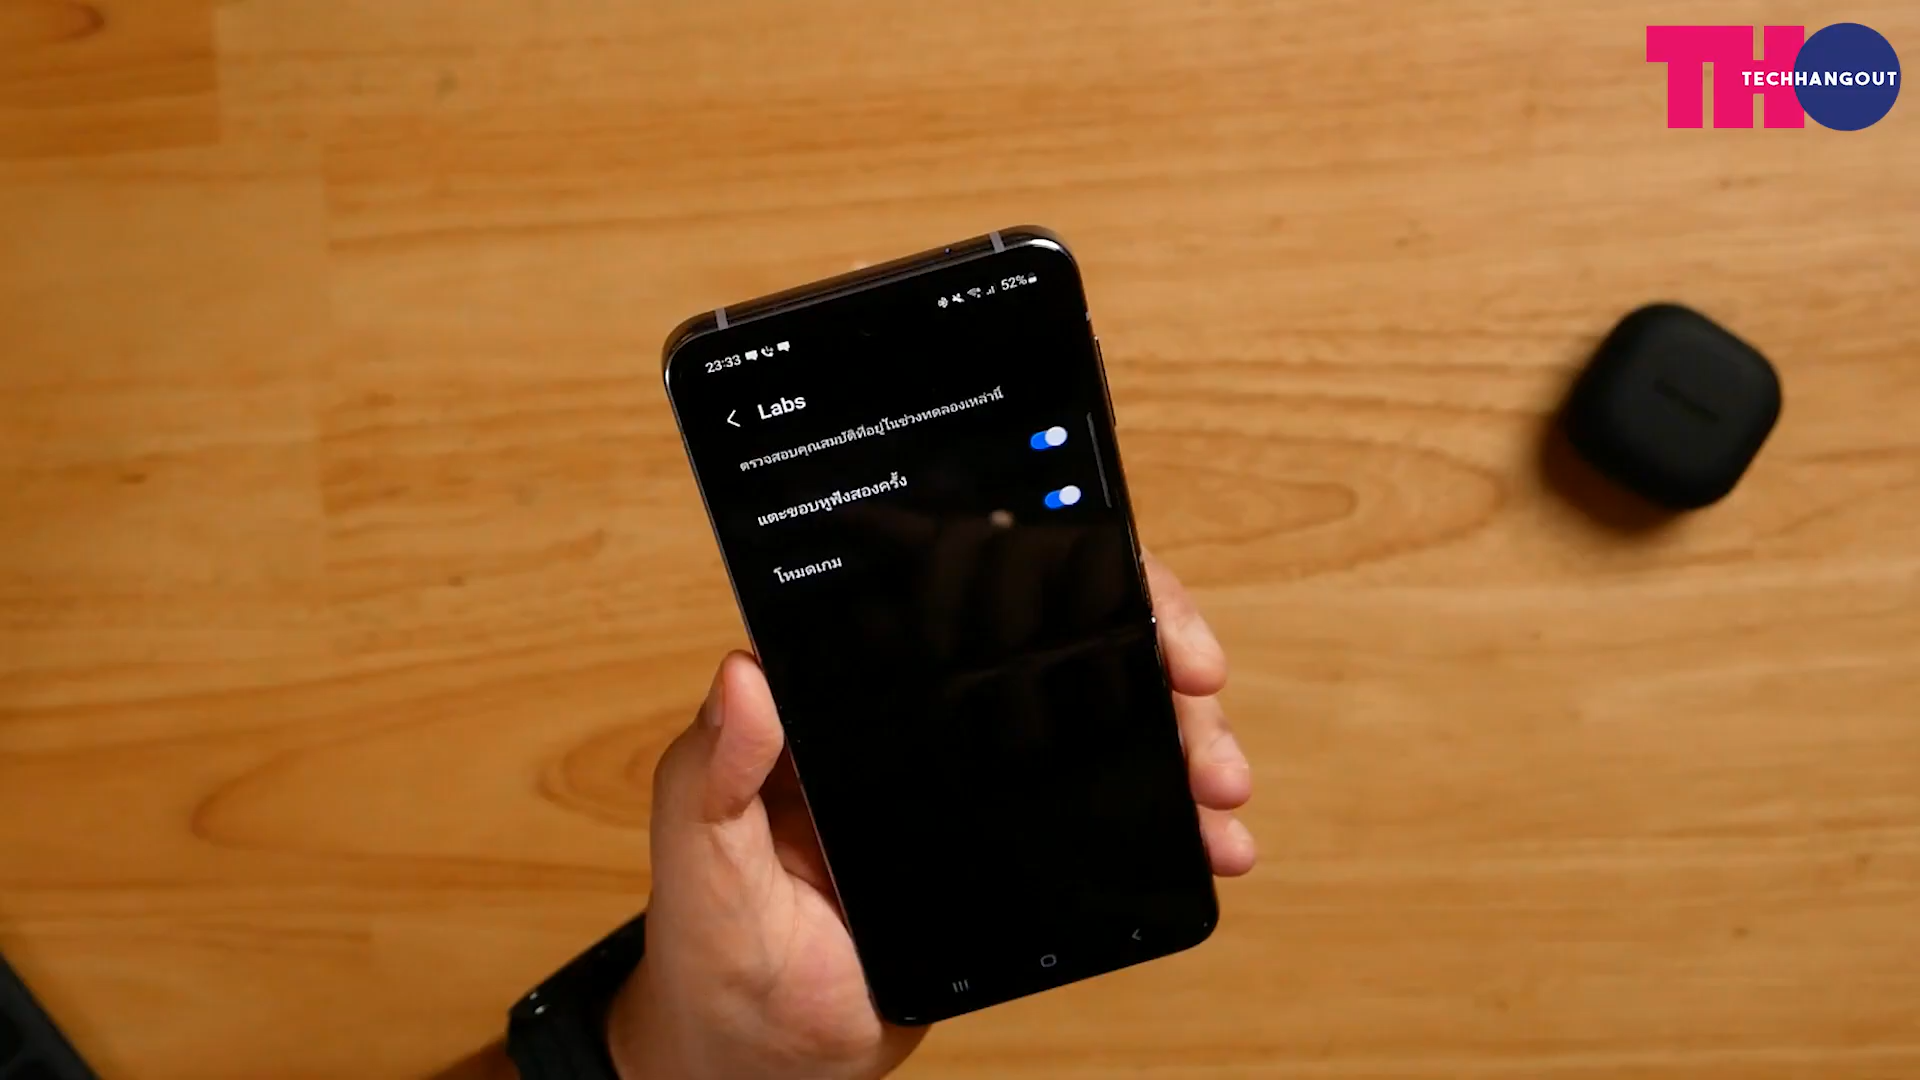 TECHHANGOUT
23:33
52%
Labs
ตรวจสอบคุณสมบัติที่อยู่ในช่วงทดลองเหล่านี้
แตะขอบหูฟังสองครั้ง
โหมดเกม